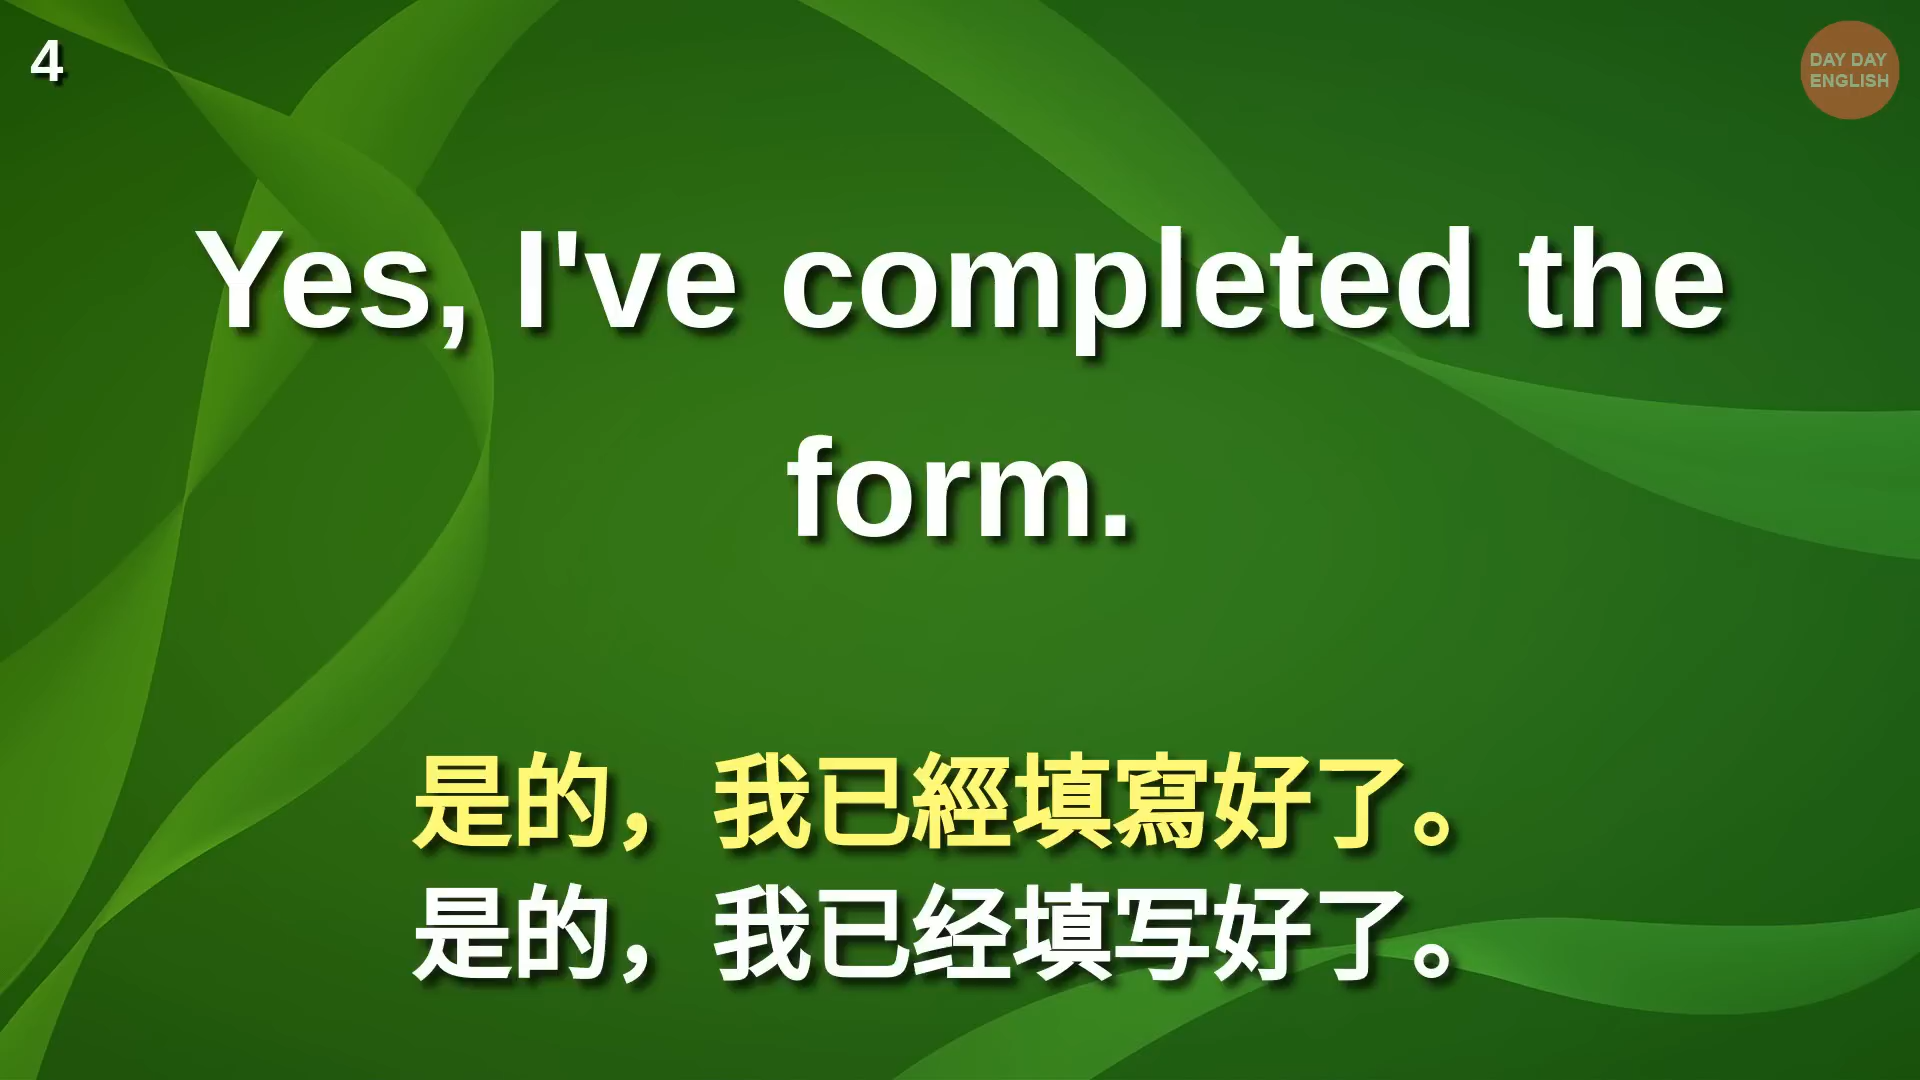 4
DAY DAY
ENGLISH
Yes, I've completed the
form.
是的，我已經填寫好了。
是的，我已经填写好了。